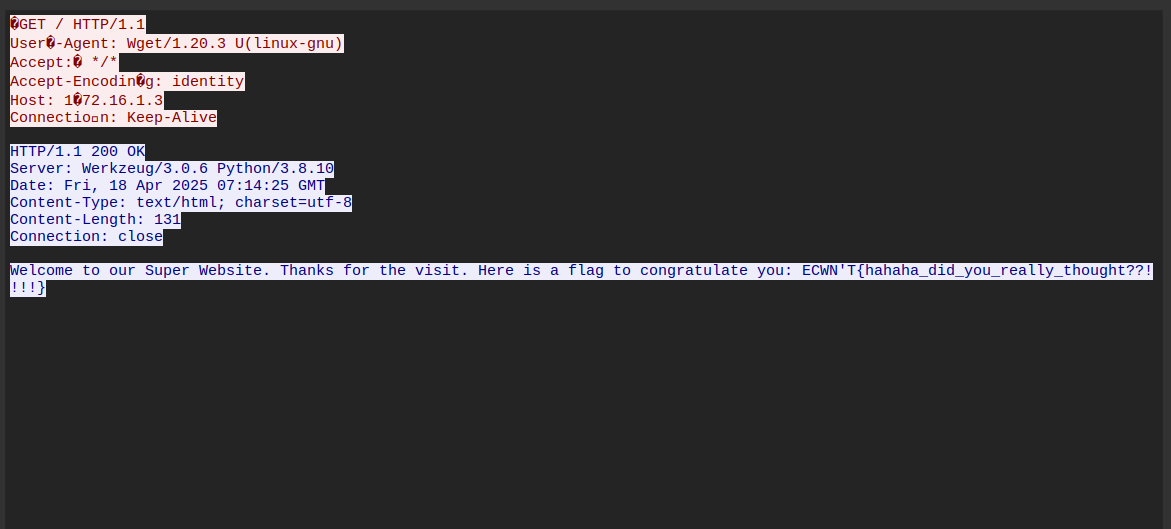 �GET / HTTP/1.1
User�-Agent: Wget/1.20.3 U(linux-gnu)
Accept:� */*
Accept-Encodin�g: identity
Host: 1�72.16.1.3
Connectio▯n: Keep-Alive
HTTP/1.1 200 OK
Server: Werkzeug/3.0.6 Python/3.8.10
Date: Fri, 18 Apr 2025 07:14:25 GMT
Content-Type: text/html; charset=utf-8
Content-Length: 131
Connection: close
Welcome to our Super Website. Thanks for the visit. Here is a flag to congratulate you: ECWN'T{hahaha_did_you_really_thought??!
!!!}